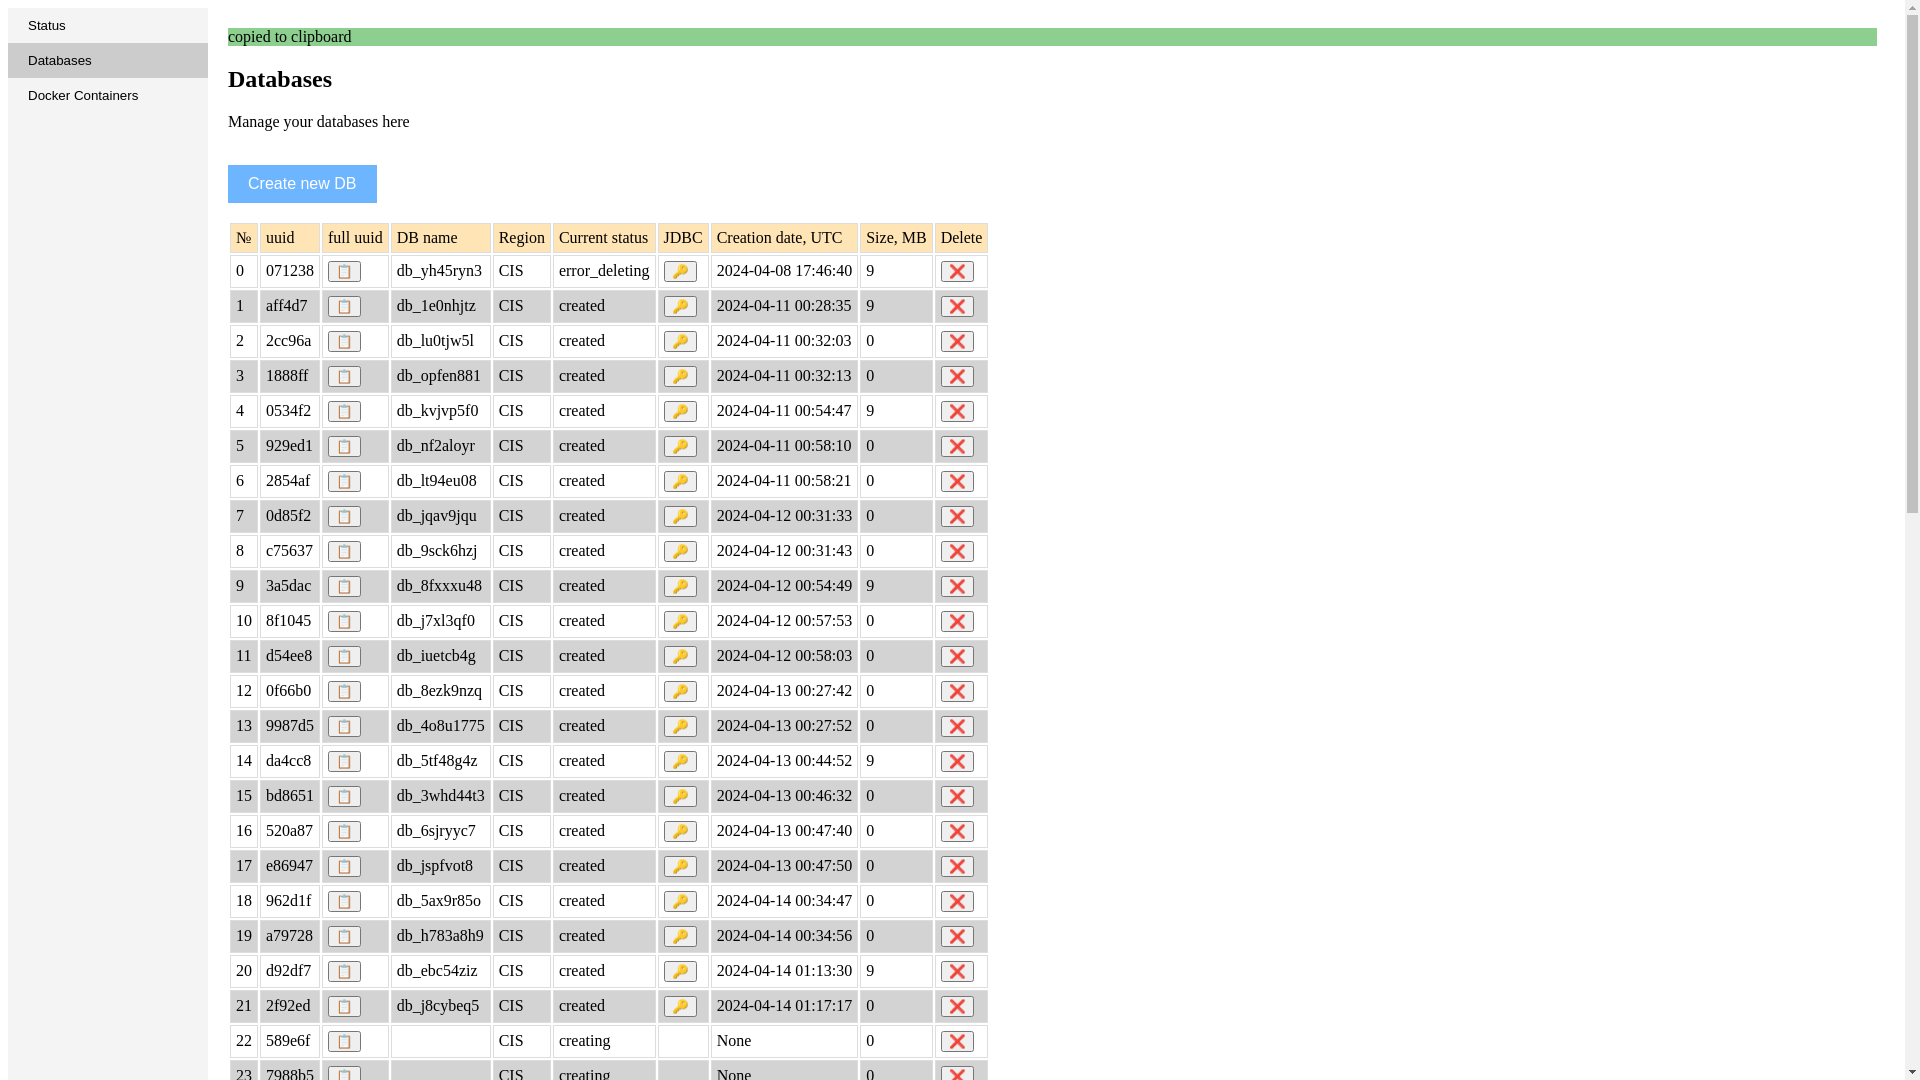 Status
Databases
Docker Containers
copied to clipboard
Databases
Manage your databases here
Create new DB
№ uuid full uuid DB name Region Current status JDBC Creation date, UTC Size, MB Delete
0 071238 db_yh45ryn3 CIS error_deleting 2024-04-08 17:46:40 9
1 aff4d7 db_1e0nhjtz CIS created 2024-04-11 00:28:35 9
2 2cc96a db_lu0tjw5l CIS created 2024-04-11 00:32:03 0
3 1888ff db_opfen881 CIS created 2024-04-11 00:32:13 0
4 0534f2 db_kvjvp5f0 CIS created 2024-04-11 00:54:47 9
5 929ed1 db_nf2aloyr CIS created 2024-04-11 00:58:10 0
6 2854af db_lt94eu08 CIS created 2024-04-11 00:58:21 0
7 0d85f2 db_jqav9jqu CIS created 2024-04-12 00:31:33 0
8 c75637 db_9sck6hzj CIS created 2024-04-12 00:31:43 0
9 3a5dac db_8fxxxu48 CIS created 2024-04-12 00:54:49 9
10 8f1045 db_j7xl3qf0 CIS created 2024-04-12 00:57:53 0
11 d54ee8 db_iuetcb4g CIS created 2024-04-12 00:58:03 0
12 0f66b0 db_8ezk9nzq CIS created 2024-04-13 00:27:42 0
13 9987d5 db_4o8u1775 CIS created 2024-04-13 00:27:52 0
14 da4cc8 db_5tf48g4z CIS created 2024-04-13 00:44:52 9
15 bd8651 db_3whd44t3 CIS created 2024-04-13 00:46:32 0
16 520a87 db_6sjryyc7 CIS created 2024-04-13 00:47:40 0
17 e86947 db_jspfvot8 CIS created 2024-04-13 00:47:50 0
18 962d1f db_5ax9r85o CIS created 2024-04-14 00:34:47 0
19 a79728 db_h783a8h9 CIS created 2024-04-14 00:34:56 0
20 d92df7 db_ebc54ziz CIS created 2024-04-14 01:13:30 9
21 2f92ed db_j8cybeq5 CIS created 2024-04-14 01:17:17 0
22 589e6f CIS creating None 0
23 7988b5 CIS creating None 0